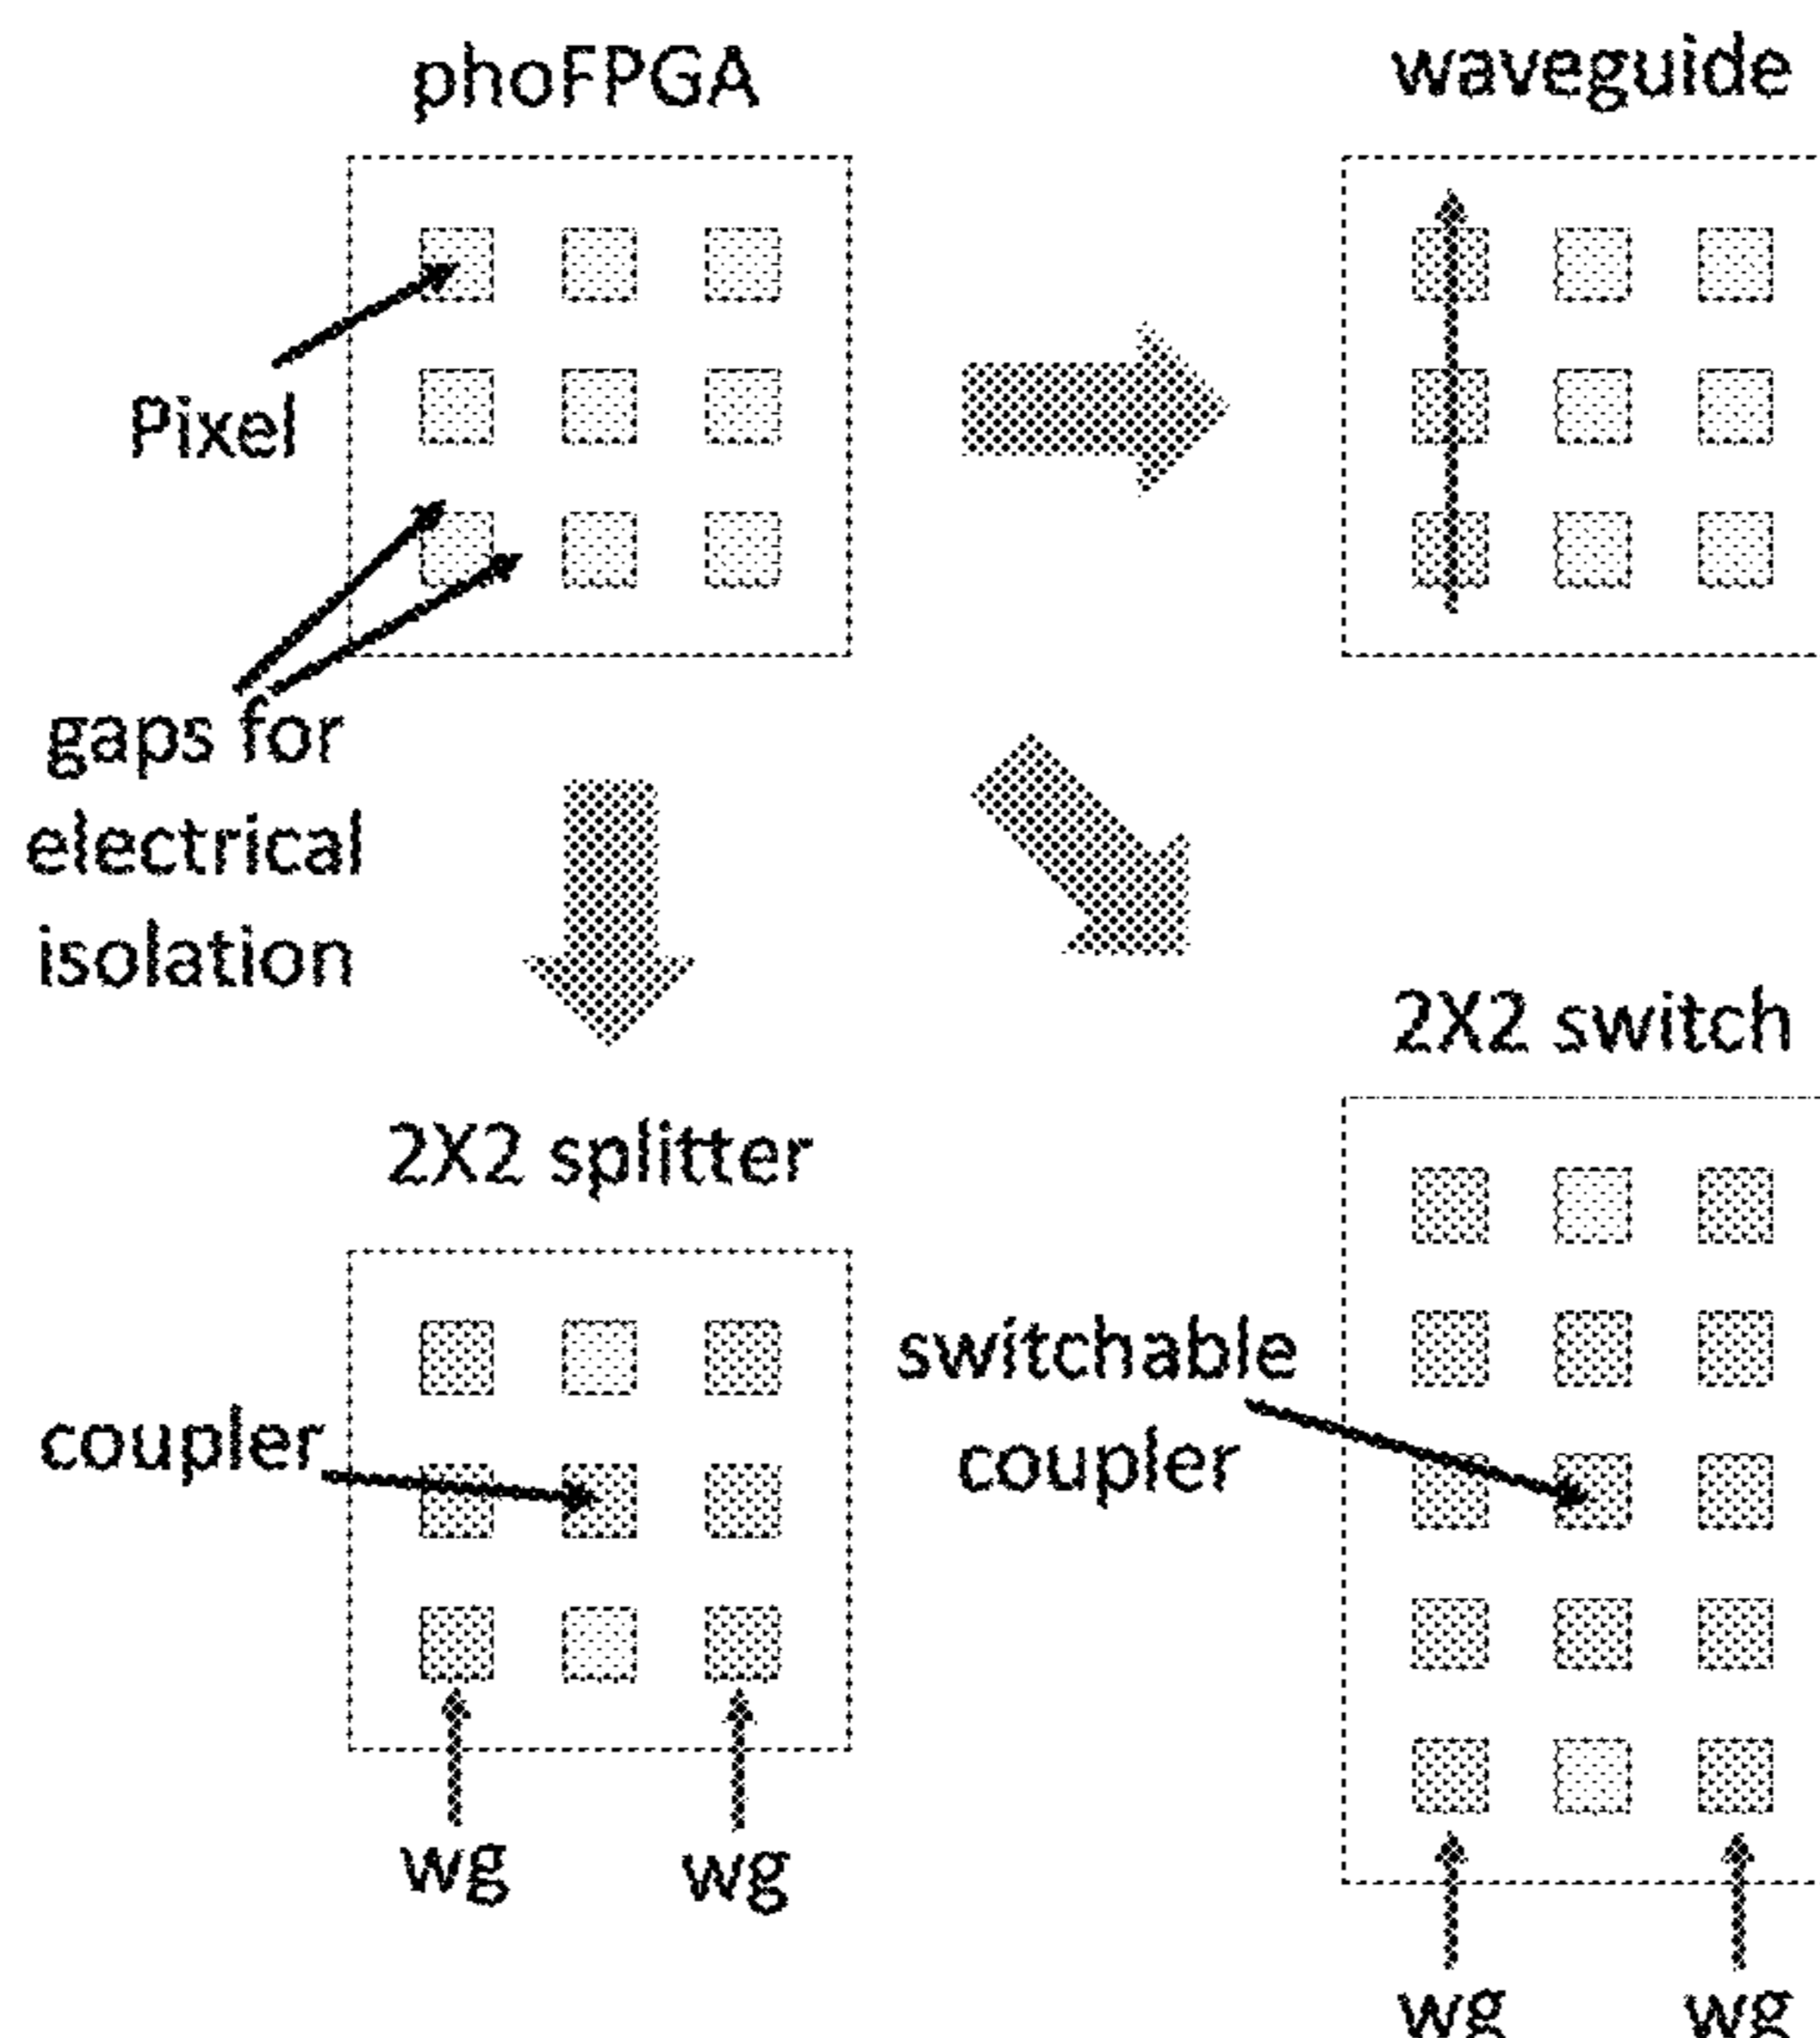 phoFPGA
waveguide
Pixel
gaps for
electrical
isolation
2X2 switch
2X2 splitter
switchable
coupler
coupler
wg
wg
wg
wg